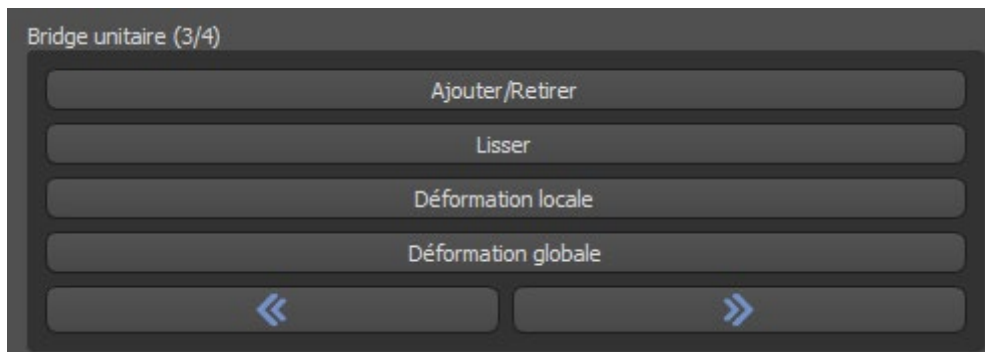 Bridge unitaire (3/4)
Ajouter/Retirer
Lisser
Déformation locale
Déformation globale